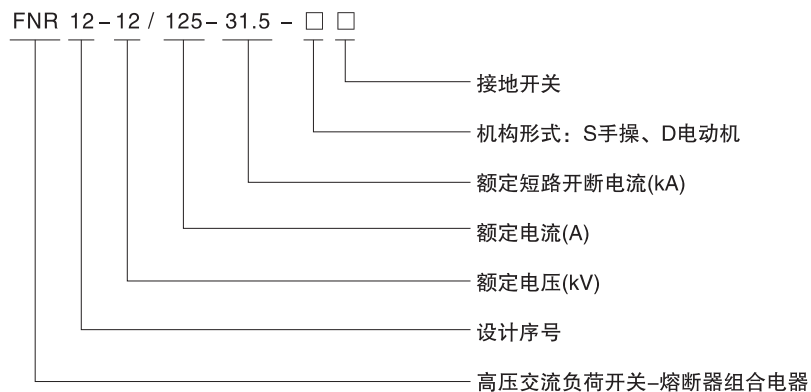 FNR 12-12/125-31.5-□ □
接地开关
机构形式：S手操、D电动机
额定短路开断电流(kA)
额定电流(A)
额定电压(kV)
设计序号
高压交流负荷开关-熔断器组合电器